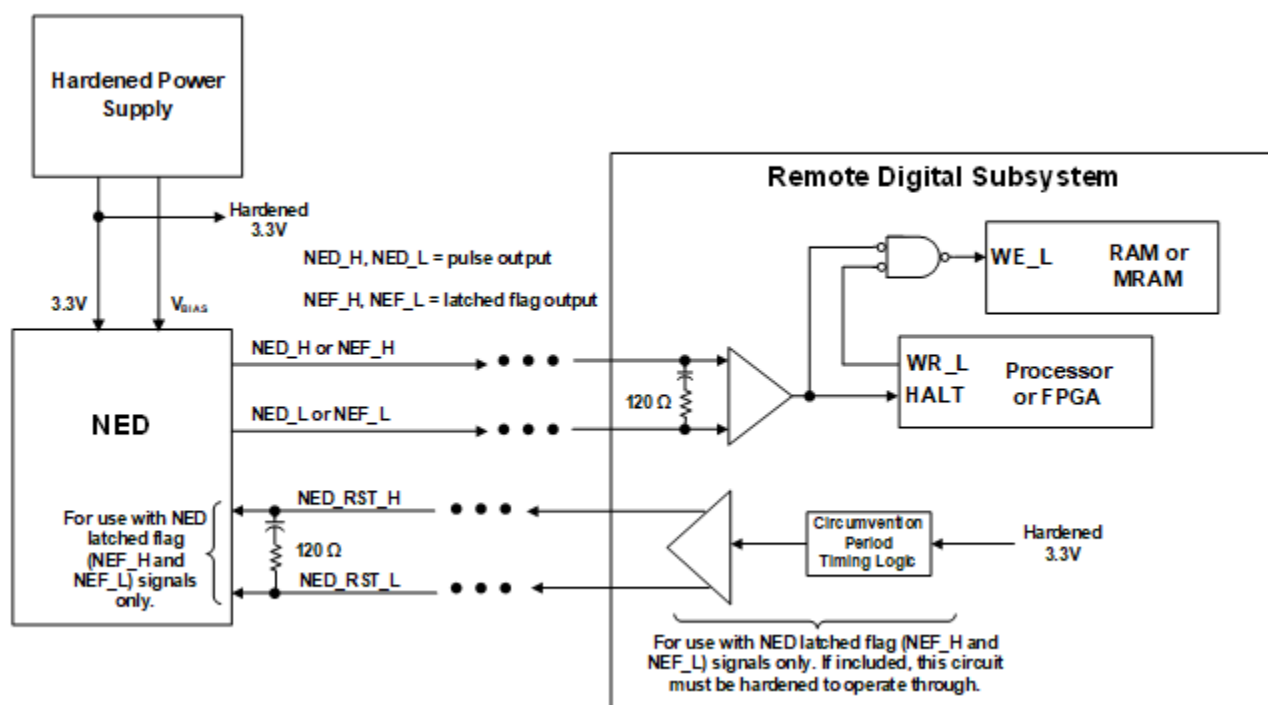 Hardened Power
Supply
Hardened
3.3V
3.3V
V_BIAS
NED_H, NED_L = pulse output
NEF_H, NEF_L = latched flag output
NED
NED_H or NEF_H
NED_L or NEF_L
120 Ω
For use with NED
latched flag
(NEF_H and
NEF_L) signals
only.
NED_RST_H
120 Ω
NED_RST_L
Remote Digital Subsystem
WE_L
RAM or
MRAM
WR_L
HALT
Processor
or FPGA
Circumvention
Period
Timing Logic
Hardened
3.3V
For use with NED latched flag (NEF_H and
NEF_L) signals only. If included, this circuit
must be hardened to operate through.